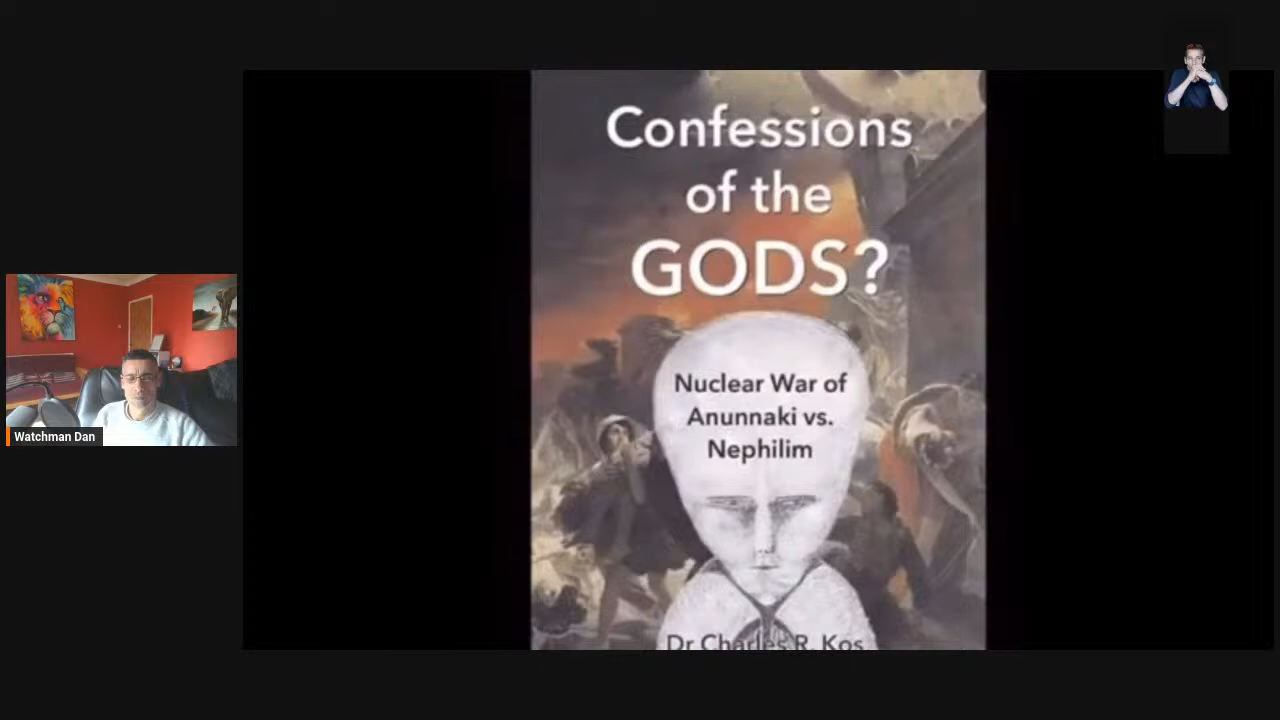 Confessions
of the
GODS?
Nuclear War of
Anunnaki vs.
Nephilim
Dr Charles R. Kos
Watchman Dan